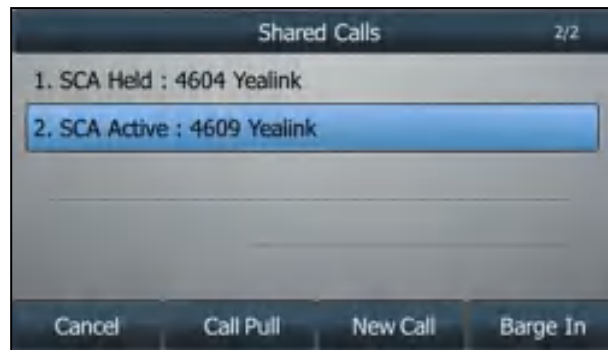 Shared Calls 2/2
1. SCA Held : 4604 Yealink
2. SCA Active : 4609 Yealink
Cancel Call Pull New Call Barge In